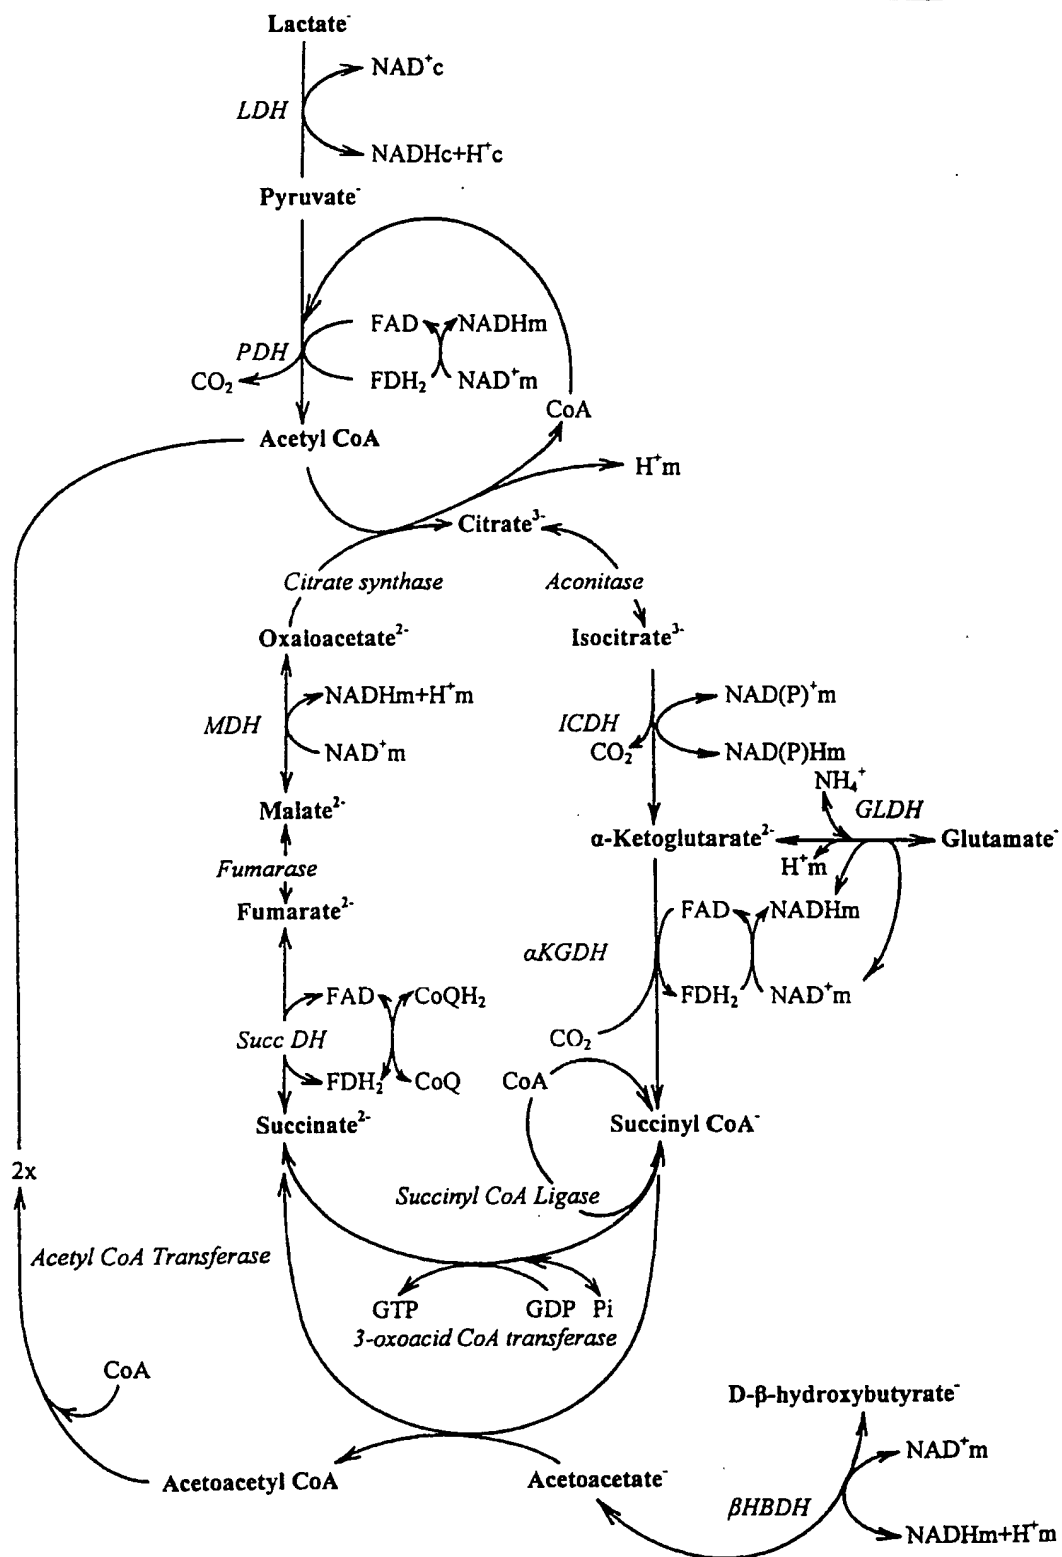 Lactate⁻
NAD⁺c
LDH
NADHc+H⁺c
Pyruvate⁻
FAD NADHm
PDH
CO₂ FDH₂ NAD⁺m
CoA
Acetyl CoA
H⁺m
Citrate³⁻
Citrate synthase Aconitase
Oxaloacetate²⁻ Isocitrate³⁻
NADHm+H⁺m NAD(P)⁺m
MDH ICDH
NAD⁺m CO₂ NAD(P)Hm
NH₄⁺
Malate²⁻ GLDH
α-Ketoglutarate²⁻ Glutamate⁻
Fumarase H⁺m
Fumarate²⁻ FAD NADHm
αKGDH
FAD CoQH₂ FDH₂ NAD⁺m
Succ DH CO₂
FDH₂ CoQ CoA
Succinate²⁻ Succinyl CoA⁻
2x
Succinyl CoA Ligase
Acetyl CoA Transferase
GTP GDP Pi
3-oxoacid CoA transferase
CoA
D-β-hydroxybutyrate⁻
NAD⁺m
Acetoacetyl CoA Acetoacetate⁻
βHBDH
NADHm+H⁺m